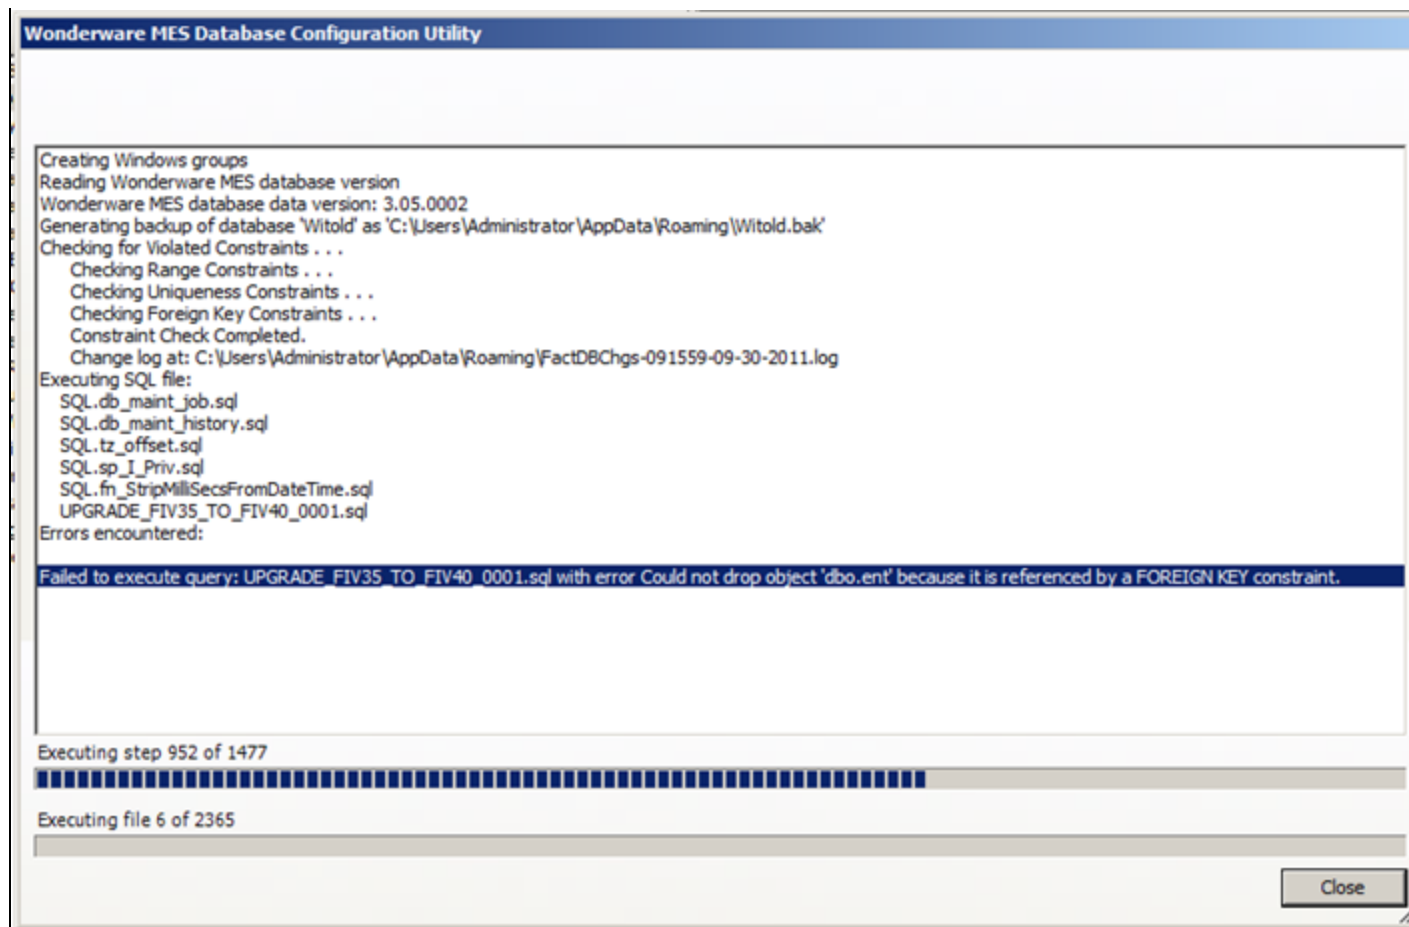 Wonderware MES Database Configuration Utility
Creating Windows groups
Reading Wonderware MES database version
Wonderware MES database data version: 3.05.0002
Generating backup of database 'Witold' as 'C:\Users\Administrator\AppData\Roaming\Witold.bak'
Checking for Violated Constraints . . .
Checking Range Constraints . . .
Checking Uniqueness Constraints . . .
Checking Foreign Key Constraints . . .
Constraint Check Completed.
Change log at: C:\Users\Administrator\AppData\Roaming\FactDBChgs-091559-09-30-2011.log
Executing SQL file:
SQL.db_maint_job.sql
SQL.db_maint_history.sql
SQL.tz_offset.sql
SQL.sp_I_Priv.sql
SQL.fn_StripMilliSecsFromDateTime.sql
UPGRADE_FIV35_TO_FIV40_0001.sql
Errors encountered:
Failed to execute query: UPGRADE_FIV35_TO_FIV40_0001.sql with error Could not drop object 'dbo.ent' because it is referenced by a FOREIGN KEY constraint.
Executing step 952 of 1477
Executing file 6 of 2365
Close